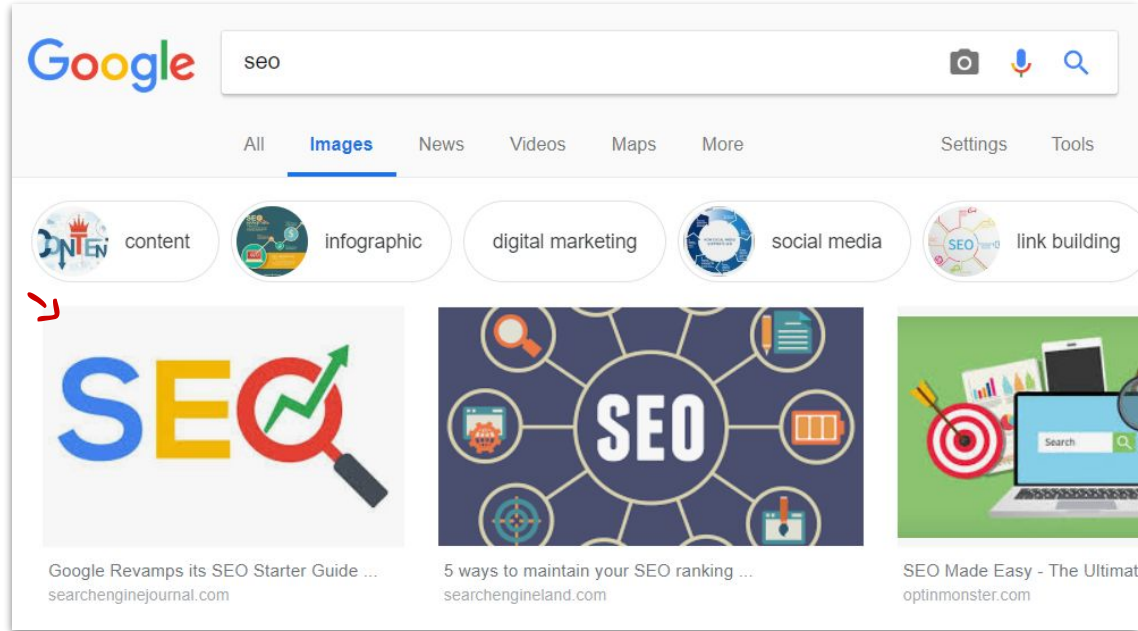 Google
seo
All Images News Videos Maps More Settings Tools
CONTEN content
infographic
digital marketing
social media
SEO link building
SEO
SEO
Search
Google Revamps its SEO Starter Guide ...
searchenginejournal.com
5 ways to maintain your SEO ranking ...
searchengineland.com
SEO Made Easy - The Ultimat
optinmonster.com